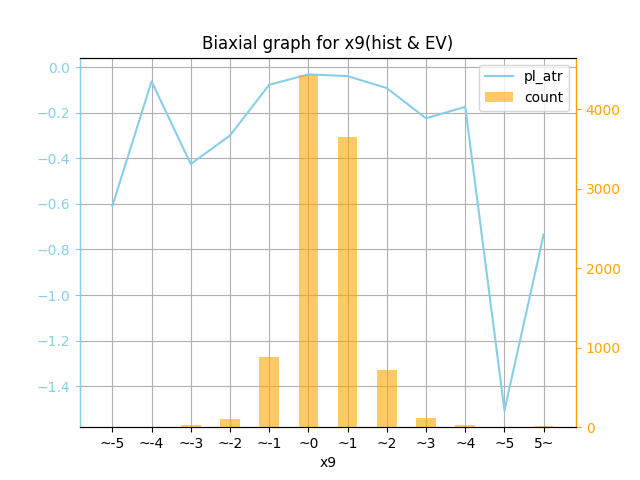 Biaxial graph for x9(hist & EV)
pl_atr
count
0.0
−0.2
−0.4
−0.6
−0.8
−1.0
−1.2
−1.4
4000
3000
2000
1000
0
~-5 ~-4 ~-3 ~-2 ~-1 ~0 ~1 ~2 ~3 ~4 ~5 5~
x9